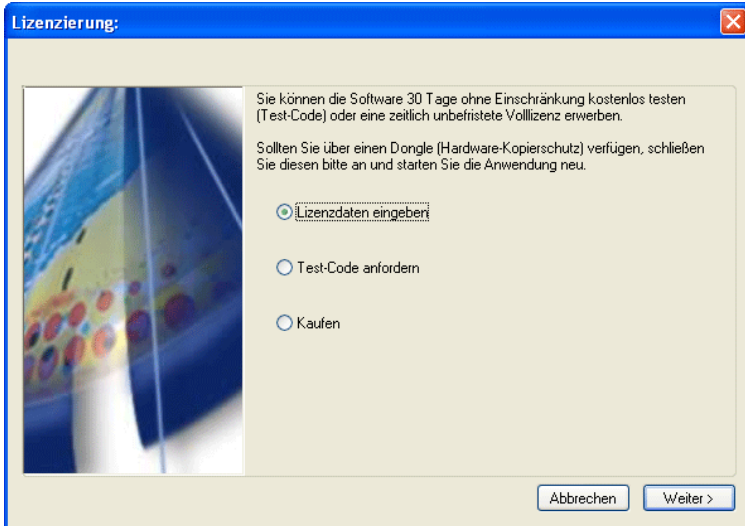 Lizenzierung:
Sie können die Software 30 Tage ohne Einschränkung kostenlos testen
(Test-Code) oder eine zeitlich unbefristete Volllizenz erwerben.
Sollten Sie über einen Dongle (Hardware-Kopierschutz) verfügen, schließen
Sie diesen bitte an und starten Sie die Anwendung neu.
Lizenzdaten eingeben
Test-Code anfordern
Kaufen
Abbrechen
Weiter >